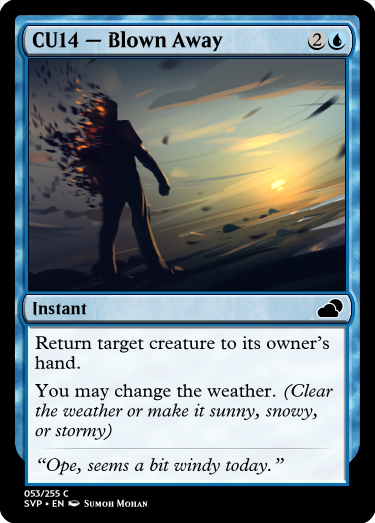 CU14 — Blown Away 2
Instant
Return target creature to its owner's
hand.
You may change the weather. (Clear
the weather or make it sunny, snowy,
or stormy)
“Ope, seems a bit windy today.”
053/255 C
SVP • EN Sumoh Mohan